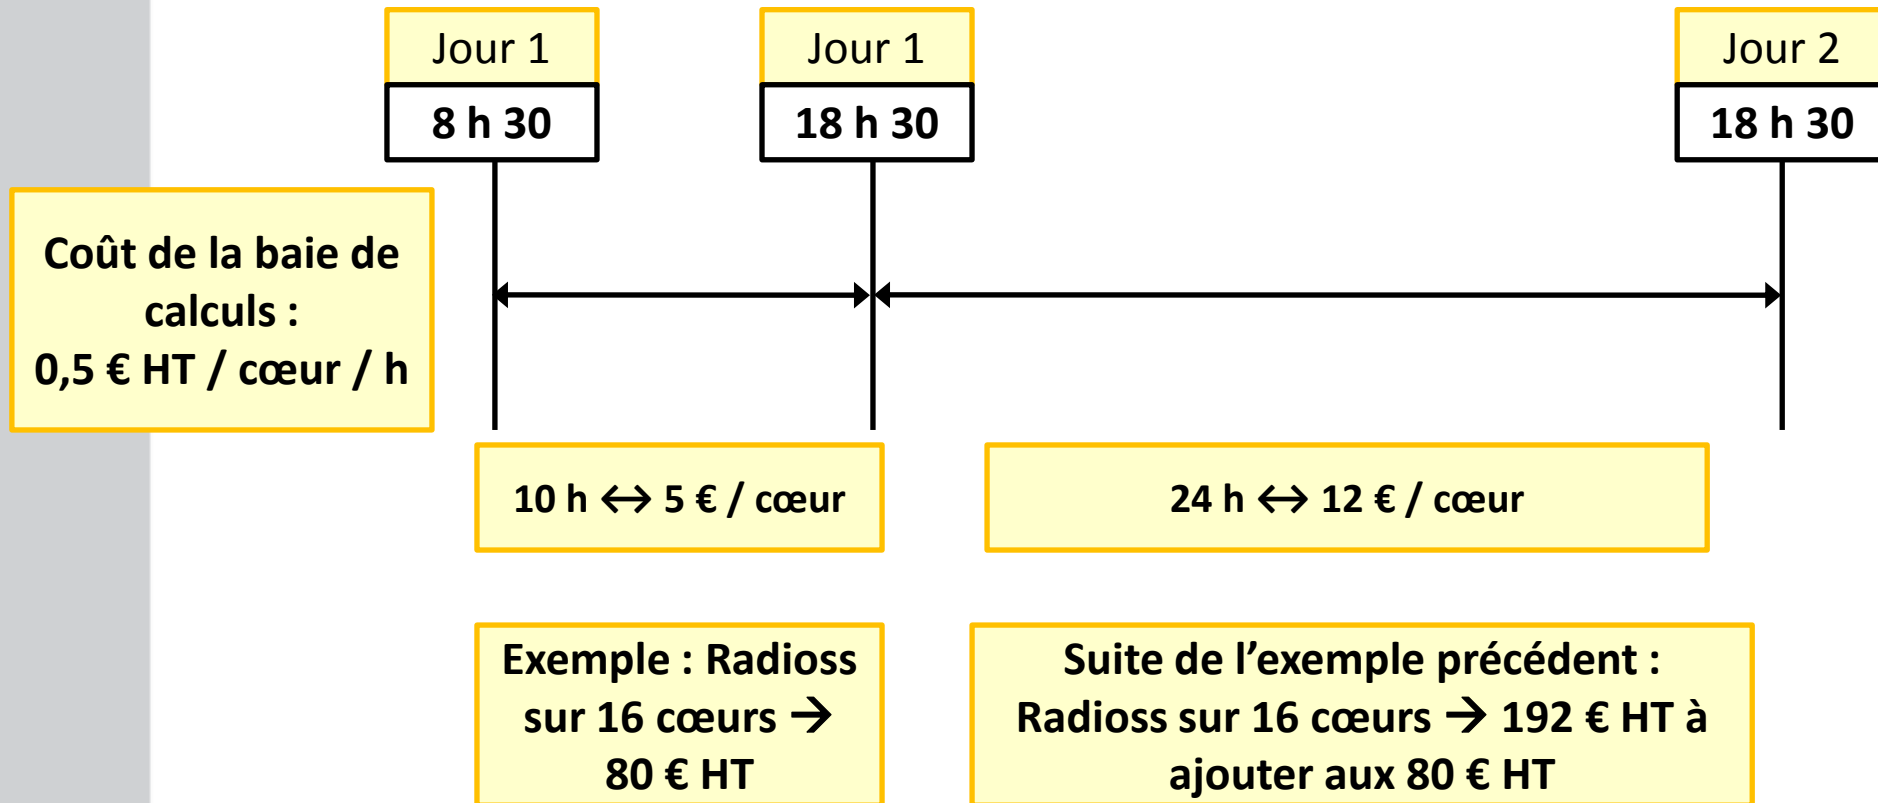 Jour 1
8 h 30
Jour 1
18 h 30
Jour 2
18 h 30
Coût de la baie de
calculs :
0,5 € HT / cœur / h
10 h ↔ 5 € / cœur
24 h ↔ 12 € / cœur
Exemple : Radioss
sur 16 cœurs →
80 € HT
Suite de l’exemple précédent :
Radioss sur 16 cœurs → 192 € HT à
ajouter aux 80 € HT